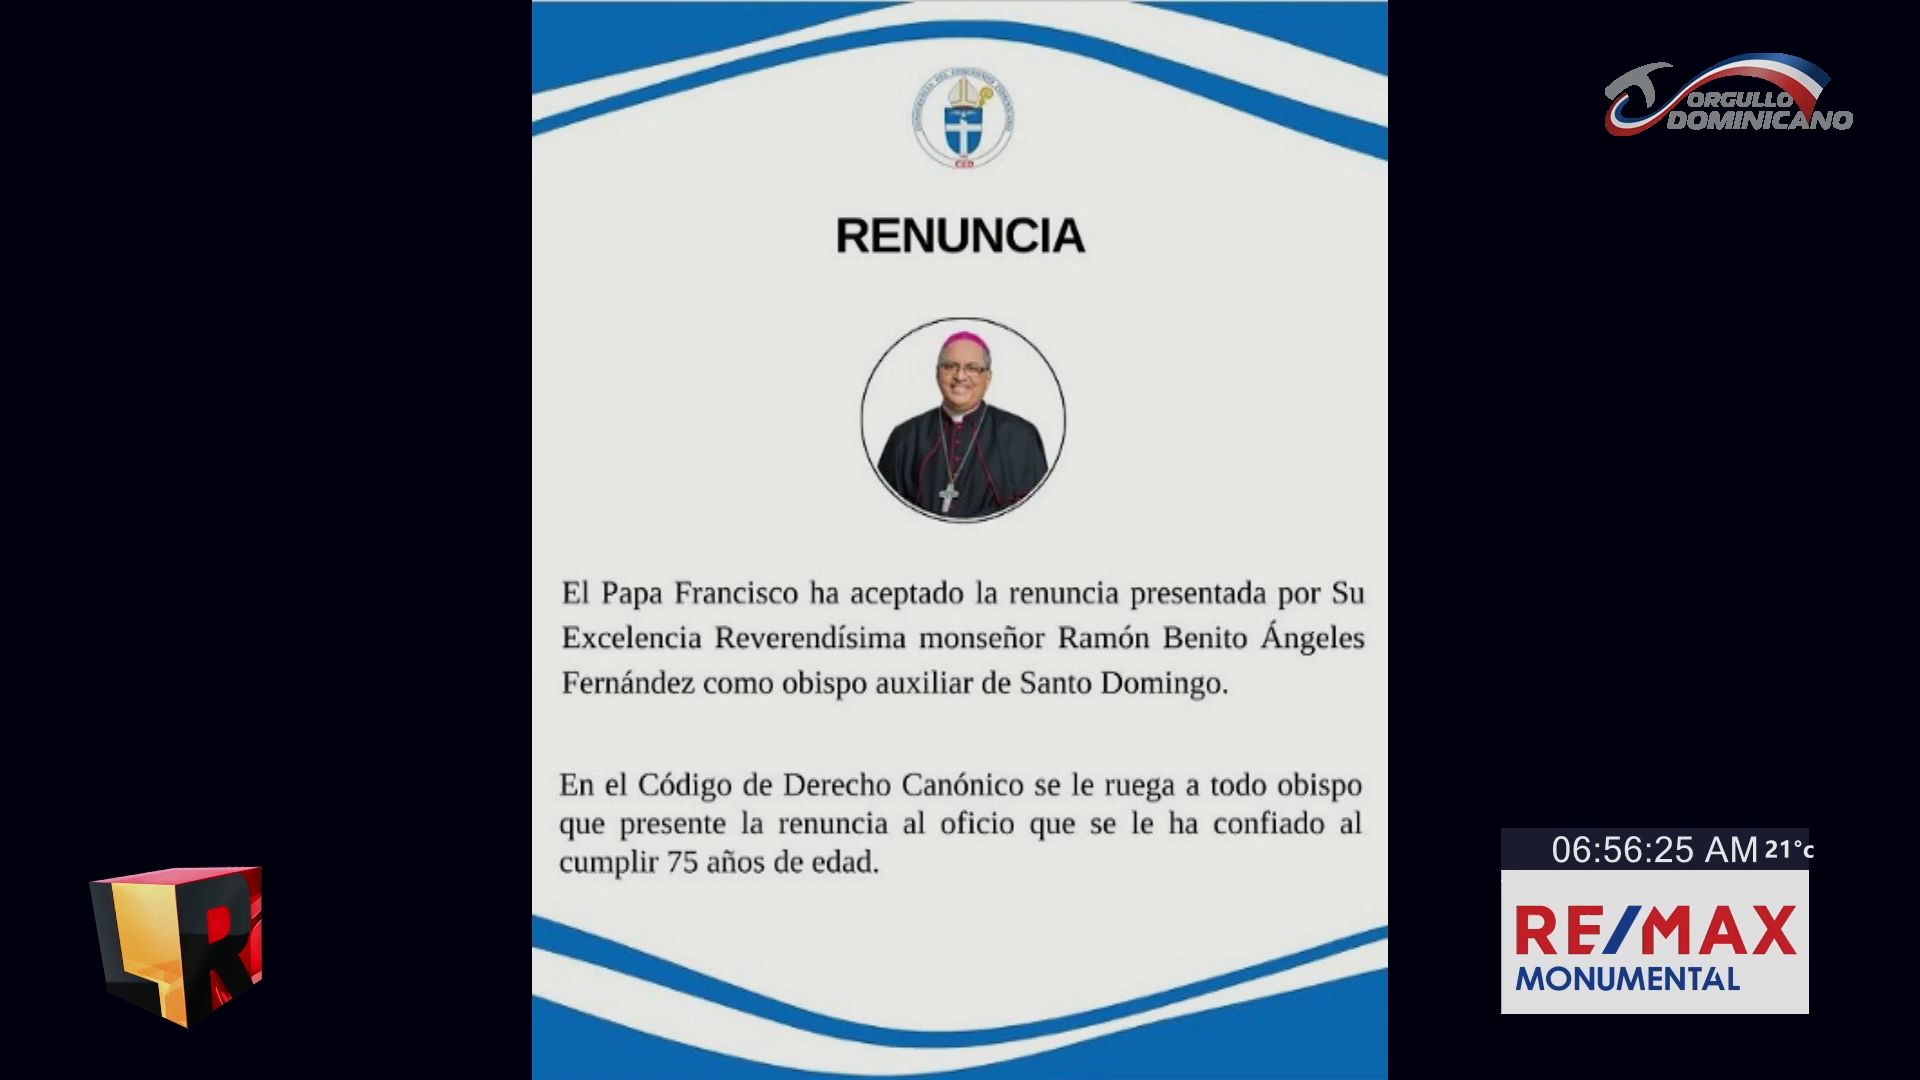 ORGULLO
DOMINICANO
CED
RENUNCIA
El Papa Francisco ha aceptado la renuncia presentada por Su
Excelencia Reverendísima monseñor Ramón Benito Ángeles
Fernández como obispo auxiliar de Santo Domingo.
En el Código de Derecho Canónico se le ruega a todo obispo
que presente la renuncia al oficio que se le ha confiado al
cumplir 75 años de edad.
R
06:56:25 AM 21°c
RE/MAX
MONUMENTAL